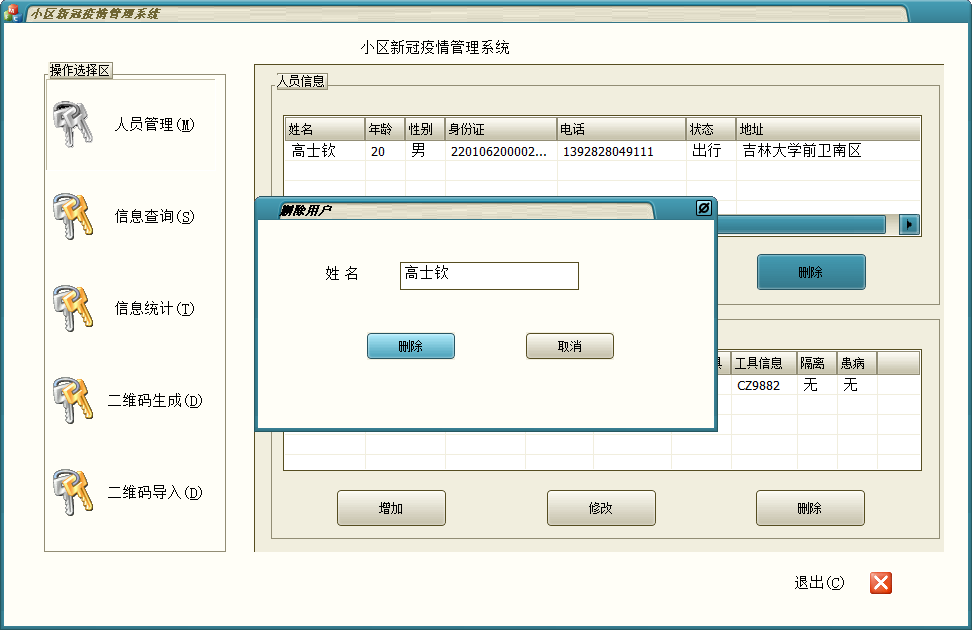 小区新冠疫情管理系统
小区新冠疫情管理系统
操作选择区
人员管理(M)
信息查询(S)
信息统计(T)
二维码生成(D)
二维码导入(D)
人员信息
姓名 年龄 性别 身份证 电话 状态 地址
高士钦 20 男 220106200002... 1392828049111 出行 吉林大学前卫南区
删除
删除用户
姓 名 高士钦
删除 取消
工具信息 隔离 患病
CZ9882 无 无
增加 修改 删除
退出(C)